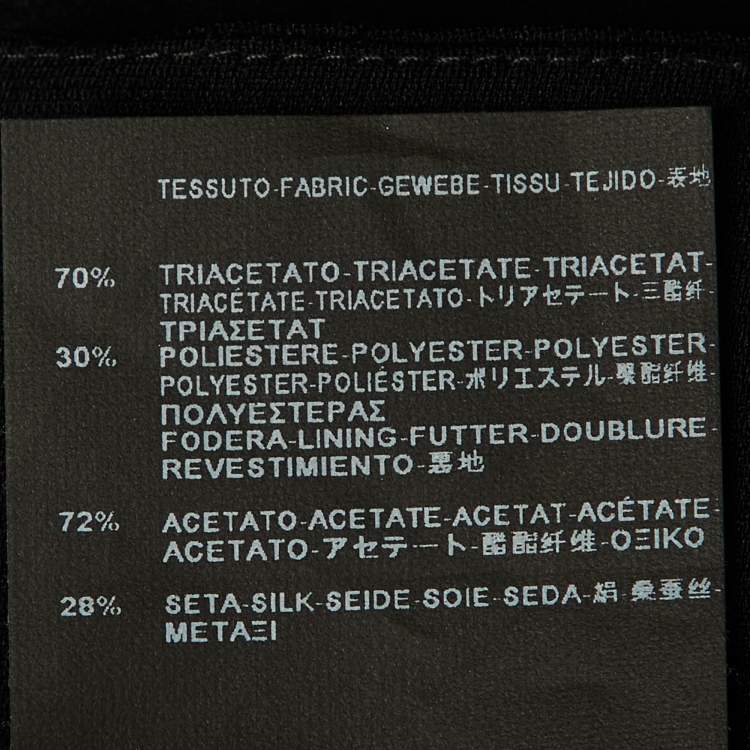 TESSUTO-FABRIC-GEWEBE-TISSU-TEJIDO-表地
70% TRIACETATO-TRIACETATE-TRIACETAT-
TRIACÉTATE-TRIACETATO-トリアセテート-三酯纤-
ΤΡΙΑΣΕΤΑΤ
30% POLIESTERE-POLYESTER-POLYESTER-
POLYESTER-POLIÉSTER-ポリエステル-聚酯纤维-
ΠΟΛΥΕΣΤΕΡΑΣ
FODERA-LINING-FUTTER-DOUBLURE-
REVESTIMIENTO-裏地
72% ACETATO-ACETATE-ACETAT-ACÉTATE-
ACETATO-アセテート-醋酯纤维-ΟΞΙΚΟ
28% SETA-SILK-SEIDE-SOIE-SEDA-絹 桑蚕丝-
ΜΕΤΑΞΙ